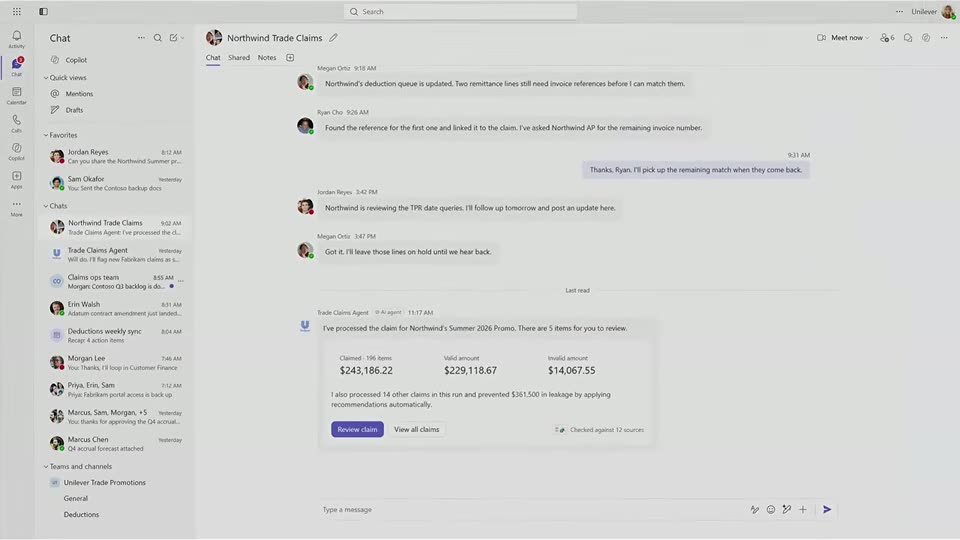 Search
Unilever
Activity
Chat
Calendar
Calls
Copilot
Apps
More
Chat
Copilot
Quick views
Mentions
Drafts
Favorites
Jordan Reyes 8:12 AM
Can you share the Northwind Summer pr...
Sam Okafor Yesterday
You: Sent the Contoso backup docs
Chats
Northwind Trade Claims 9:02 AM
Trade Claims Agent: I've processed the cl...
Trade Claims Agent Yesterday
Will do. I'll flag new Fabrikam claims as s...
CO
Claims ops team 8:55 AM
Morgan: Contoso Q3 backlog is do...
Erin Walsh 8:31 AM
Adatum contract amendment just landed...
Deductions weekly sync 8:04 AM
Recap: 4 action items
Morgan Lee 7:46 AM
You: Thanks, I'll loop in Customer Finance
Priya, Erin, Sam 7:12 AM
Priya: Fabrikam portal access is back up
Marcus, Sam, Morgan, +5 Yesterday
You: thanks for approving the Q4 accrual...
Marcus Chen Yesterday
Q4 accrual forecast attached
Teams and channels
Unilever Trade Promotions
General
Deductions
Northwind Trade Claims
Meet now
6
Chat Shared Notes
Megan Ortiz 9:18 AM
Northwind's deduction queue is updated. Two remittance lines still need invoice references before I can match them.
Ryan Cho 9:26 AM
Found the reference for the first one and linked it to the claim. I've asked Northwind AP for the remaining invoice number.
9:31 AM
Thanks, Ryan. I'll pick up the remaining match when they come back.
Jordan Reyes 3:42 PM
Northwind is reviewing the TPR date queries. I'll follow up tomorrow and post an update here.
Megan Ortiz 3:47 PM
Got it. I'll leave those lines on hold until we hear back.
Last read
Trade Claims Agent AI agent 11:17 AM
I've processed the claim for Northwind's Summer 2026 Promo. There are 5 items for you to review.
Claimed · 196 items Valid amount Invalid amount
$243,186.22 $229,118.67 $14,067.55
I also processed 14 other claims in this run and prevented $361,500 in leakage by applying
recommendations automatically.
Review claim View all claims Checked against 12 sources
Type a message